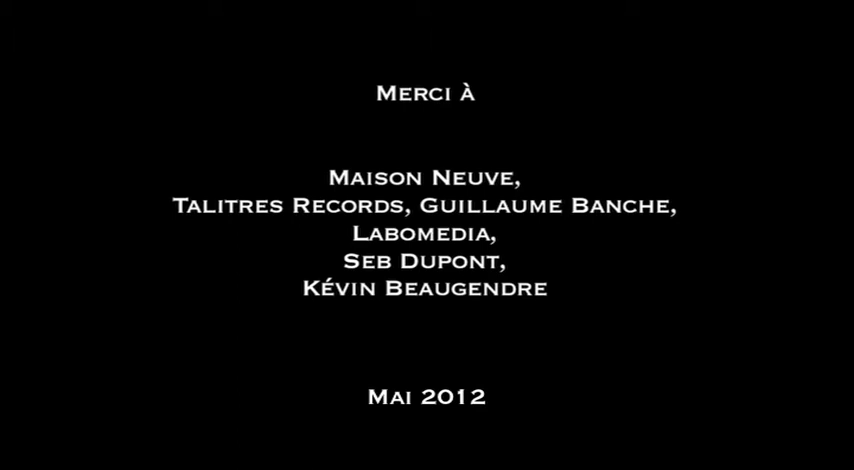 Merci à
Maison Neuve,
Talitres Records, Guillaume Banche,
Labomedia,
Seb Dupont,
Kévin Beaugendre
Mai 2012